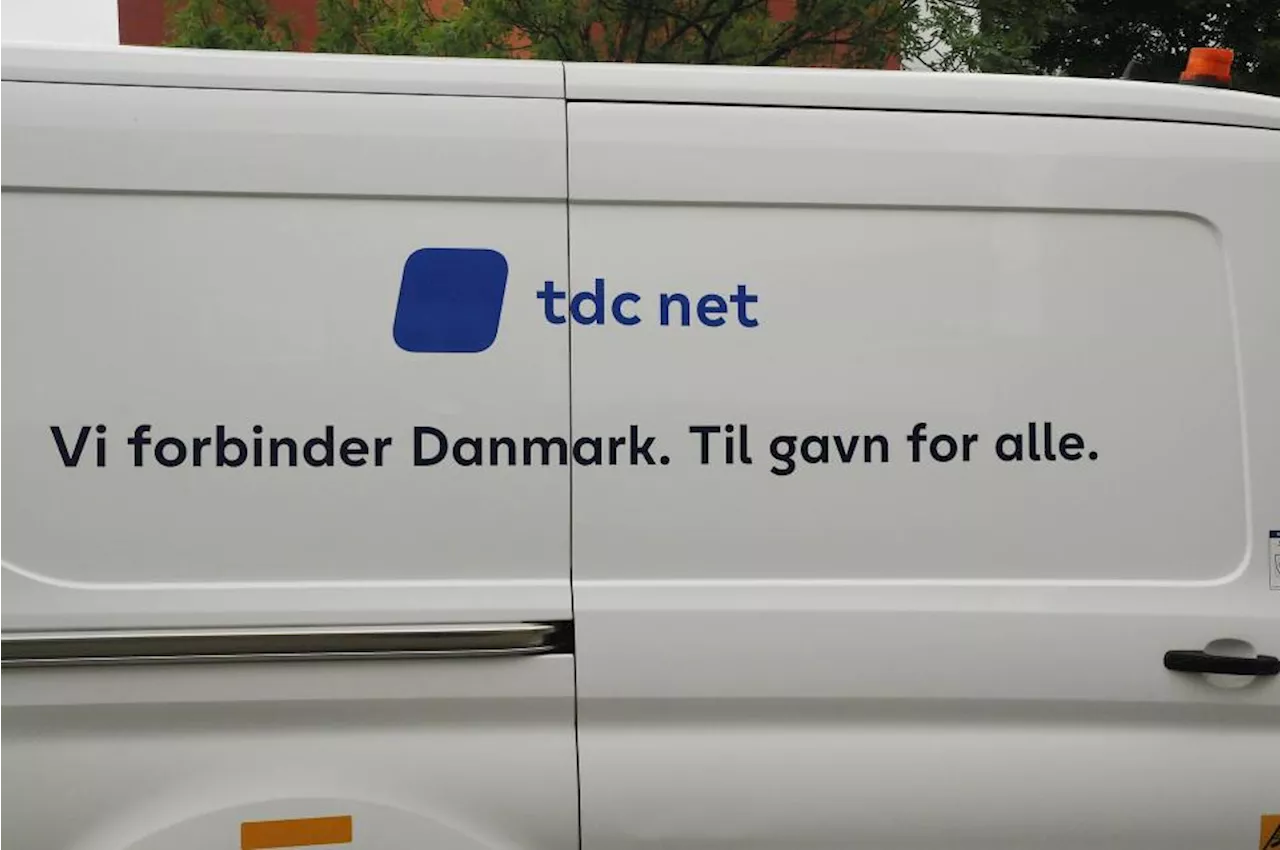 tdc net
Vi forbinder Danmark. Til gavn for alle.